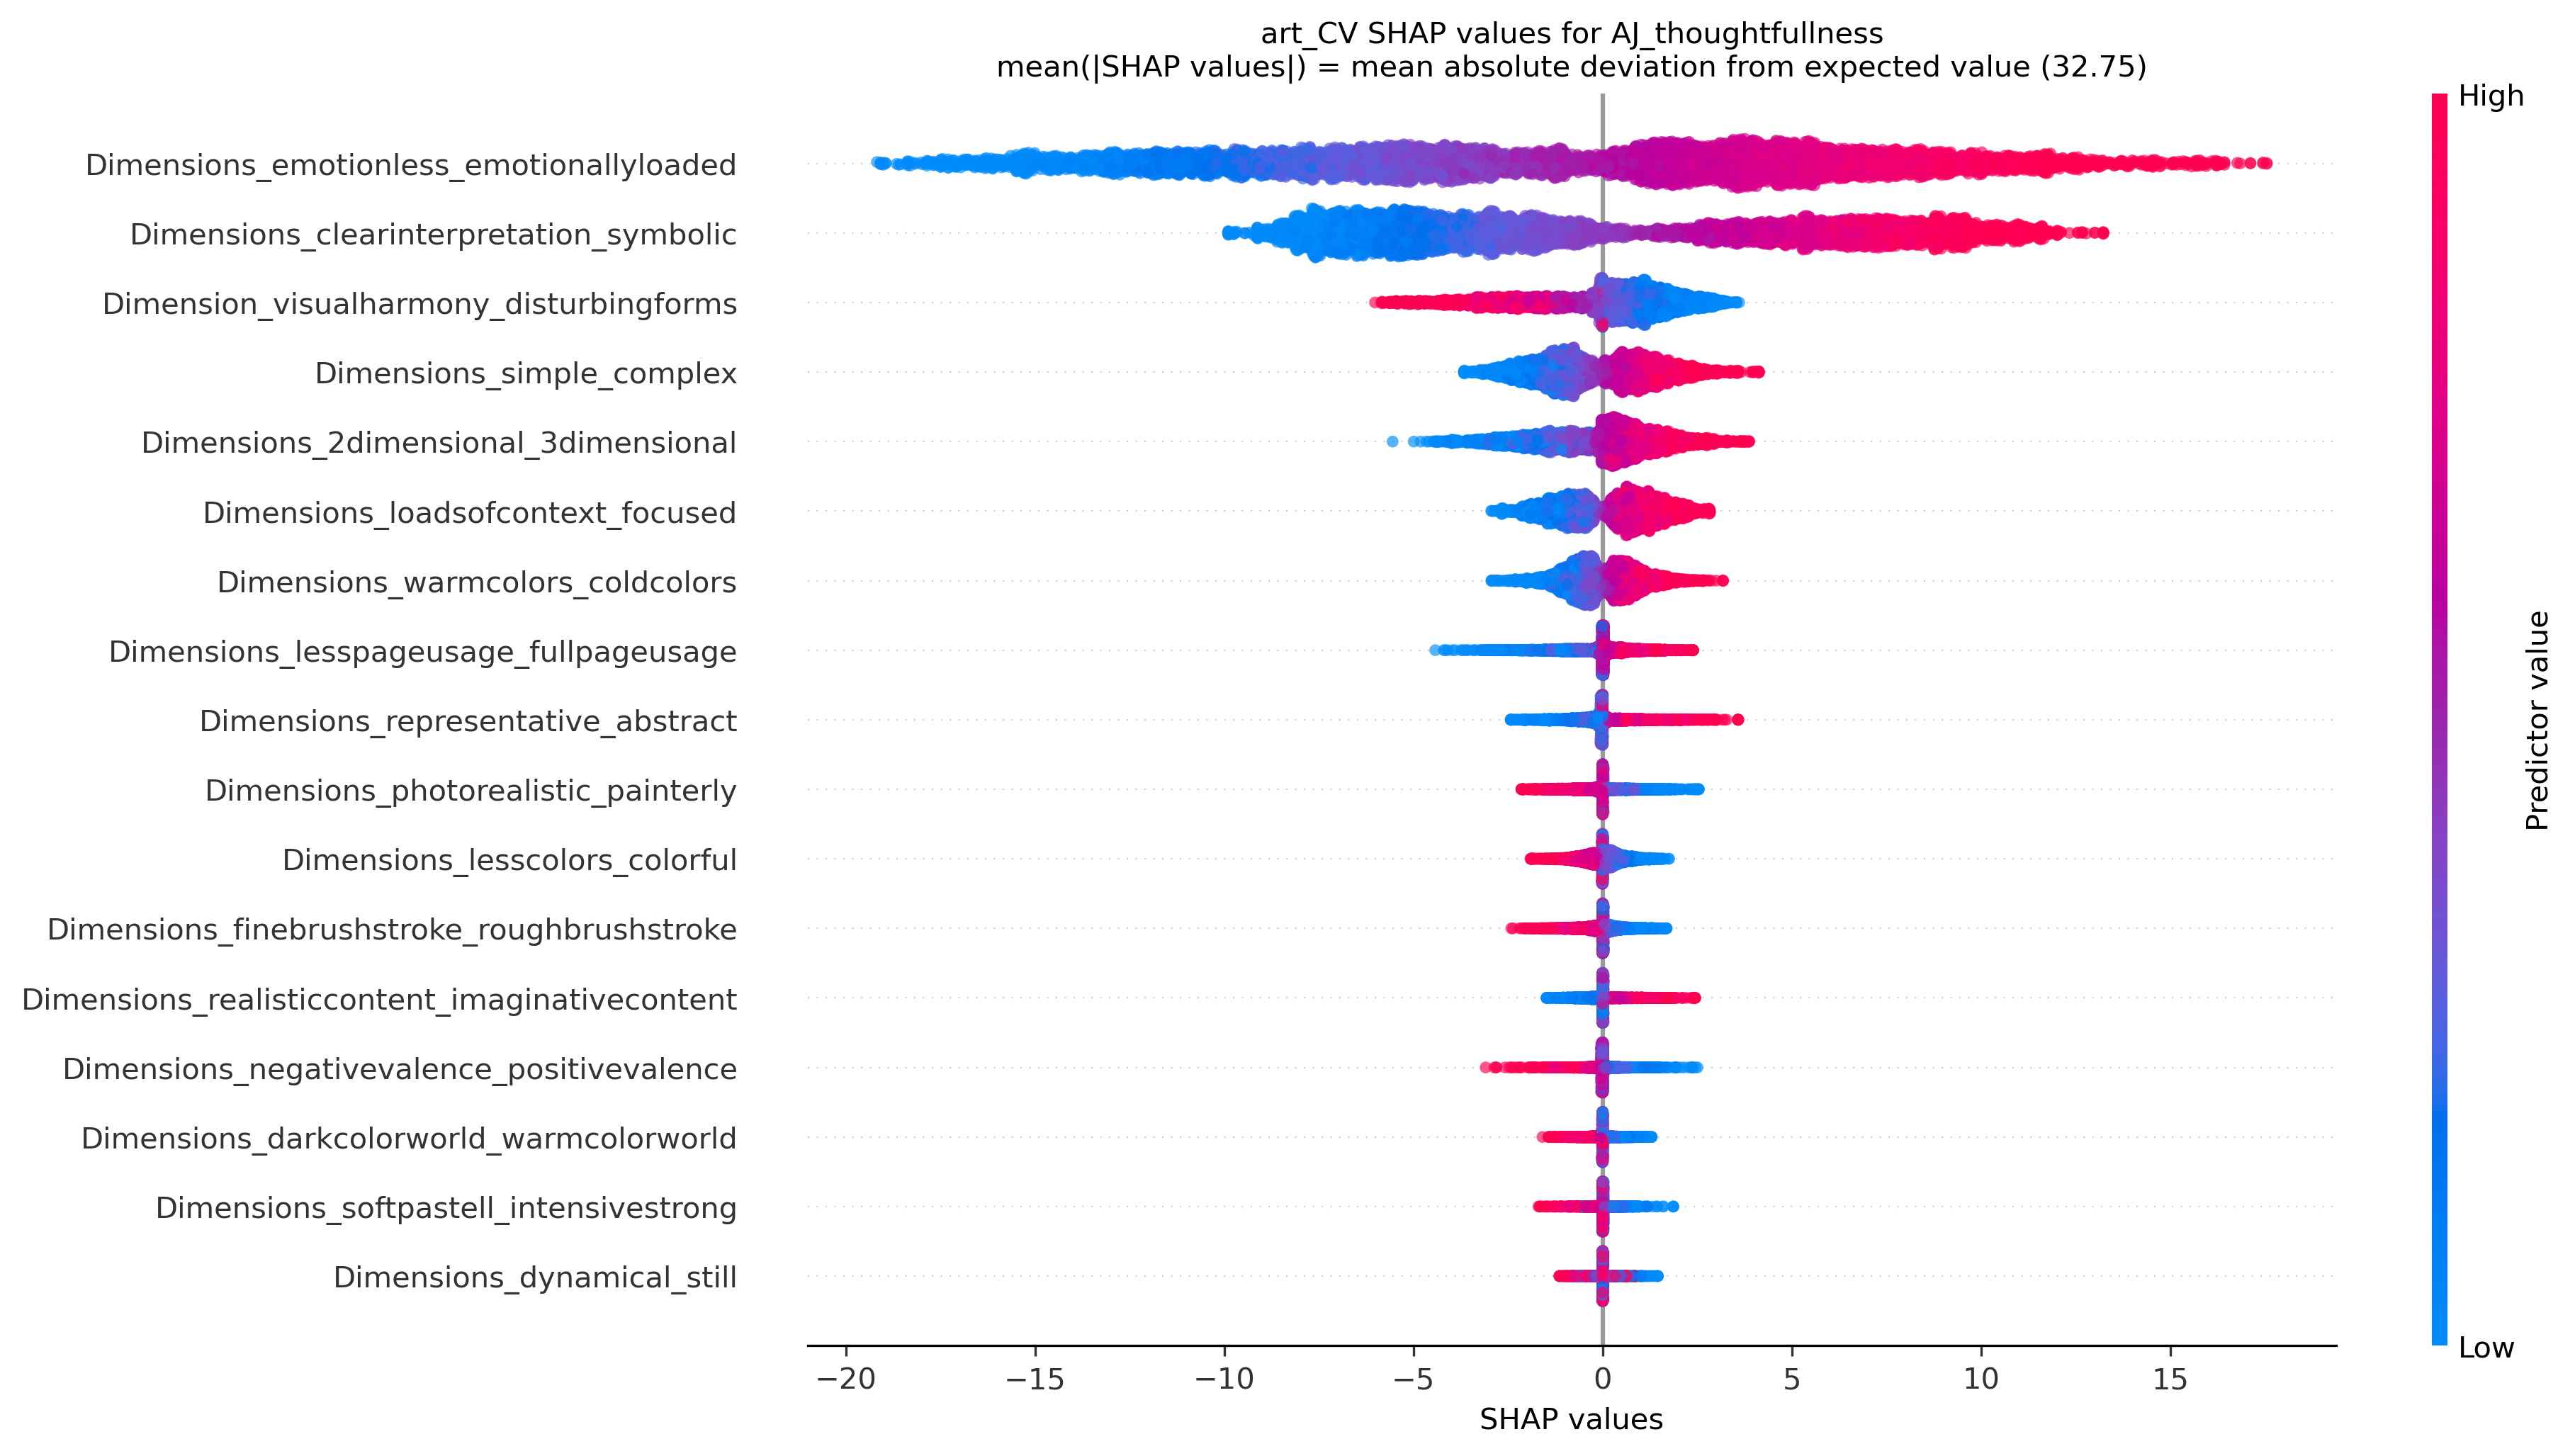 art_CV SHAP values for AJ_thoughtfullness
mean(|SHAP values|) = mean absolute deviation from expected value (32.75)
High
Dimensions_emotionless_emotionallyloaded
Dimensions_clearinterpretation_symbolic
Dimension_visualharmony_disturbingforms
Dimensions_simple_complex
Dimensions_2dimensional_3dimensional
Dimensions_loadsofcontext_focused
Dimensions_warmcolors_coldcolors
Dimensions_lesspageusage_fullpageusage
Dimensions_representative_abstract
Dimensions_photorealistic_painterly
Dimensions_lesscolors_colorful
Dimensions_finebrushstroke_roughbrushstroke
Dimensions_realisticcontent_imaginativecontent
Dimensions_negativevalence_positivevalence
Dimensions_darkcolorworld_warmcolorworld
Dimensions_softpastell_intensivestrong
Dimensions_dynamical_still
Predictor value
Low
−20 −15 −10 −5 0 5 10 15
SHAP values